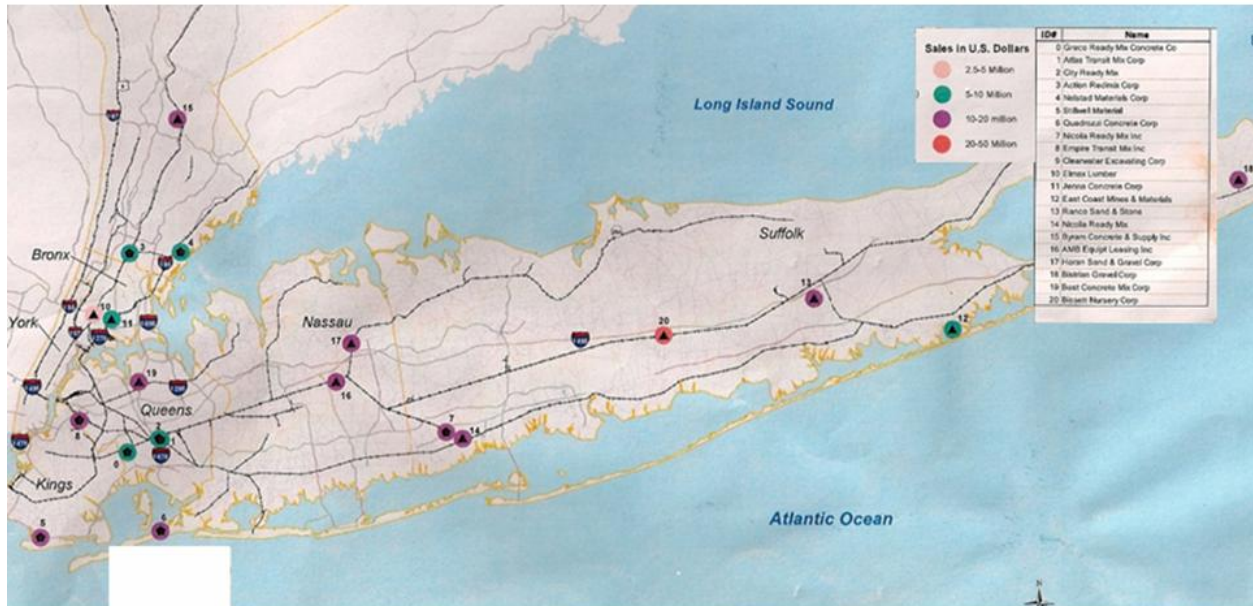 Sales in U.S. Dollars
2.5-5 Million
5-10 Million
10-20 million
20-50 Million
ID# Name
0 Greco Ready Mix Concrete Co
1 Atlas Transit Mix Corp
2 City Ready Mix
3 Action Redimix Corp
4 Nelstad Materials Corp
5 Stillwell Material
6 Quadrozzi Concrete Corp
7 Nicolia Ready Mix Inc
8 Empire Transit Mix Inc
9 Clearwater Excavating Corp
10 Elmax Lumber
11 Jenna Concrete Corp
12 East Coast Mines & Materials
13 Ranco Sand & Stone
14 Nicolia Ready Mix
15 Byram Concrete & Supply Inc
16 AMB Equipt Leasing Inc
17 Horan Sand & Gravel Corp
18 Bistrian Gravel Corp
19 Best Concrete Mix Corp
20 Bissett Nursery Corp
Long Island Sound
15
18
Suffolk
3
4
Bronx
13
10
11
York
Nassau
20
12
17
19
16
Queens
8
2
1
7
14
0
Kings
5
6
Atlantic Ocean
N